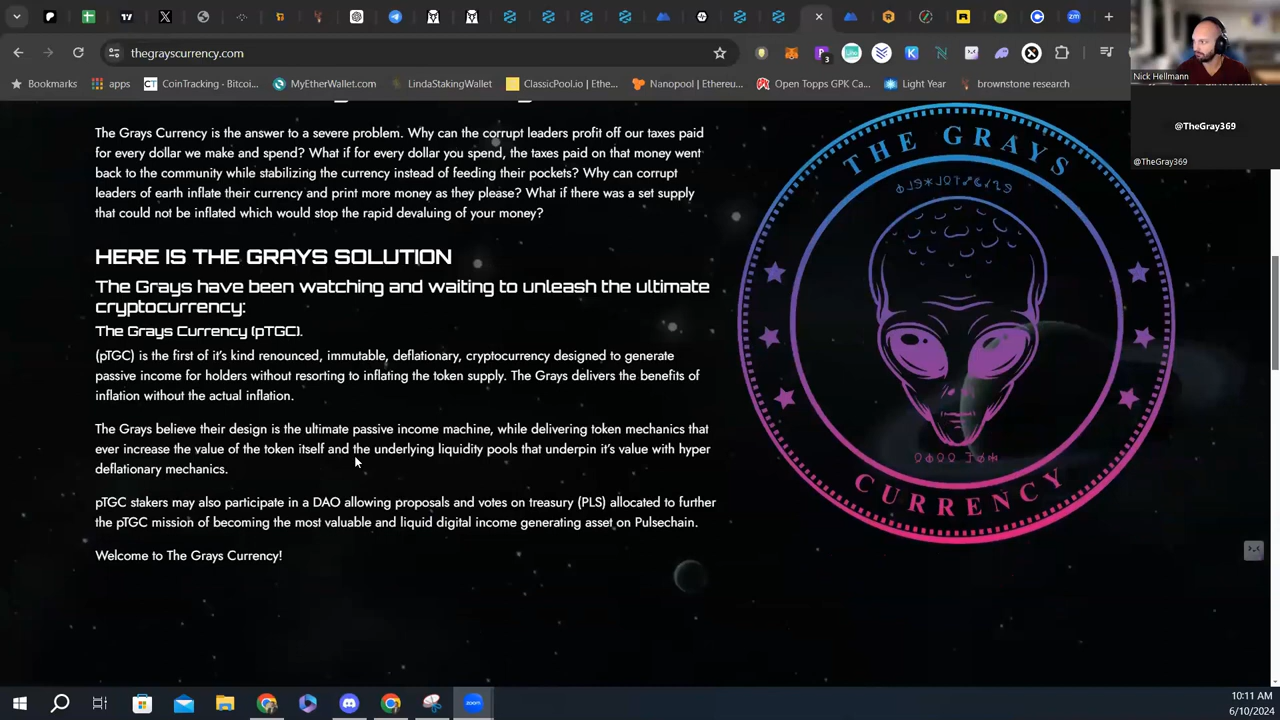 thegrayscurrency.com
3
Bookmarks
apps
CoinTracking - Bitcoi...
MyEtherWallet.com
LindaStakingWallet
ClassicPool.io | Ethe...
Nanopool | Ethereu...
Open Topps GPK Ca...
Light Year
brownstone research
Nick Hellmann
@TheGray369
@TheGray369
The Grays Currency is the answer to a severe problem. Why can the corrupt leaders profit off our taxes paid
for every dollar we make and spend? What if for every dollar you spend, the taxes paid on that money went
back to the community while stabilizing the currency instead of feeding their pockets? Why can corrupt
leaders of earth inflate their currency and print more money as they please? What if there was a set supply
that could not be inflated which would stop the rapid devaluing of your money?
HERE IS THE GRAYS SOLUTION
The Grays have been watching and waiting to unleash the ultimate
cryptocurrency:
The Grays Currency (pTGC).
(pTGC) is the first of it's kind renounced, immutable, deflationary, cryptocurrency designed to generate
passive income for holders without resorting to inflating the token supply. The Grays delivers the benefits of
inflation without the actual inflation.
The Grays believe their design is the ultimate passive income machine, while delivering token mechanics that
ever increase the value of the token itself and the underlying liquidity pools that underpin it's value with hyper
deflationary mechanics.
pTGC stakers may also participate in a DAO allowing proposals and votes on treasury (PLS) allocated to further
the pTGC mission of becoming the most valuable and liquid digital income generating asset on Pulsechain.
Welcome to The Grays Currency!
THE GRAYS
CURRENCY
10:11 AM
6/10/2024